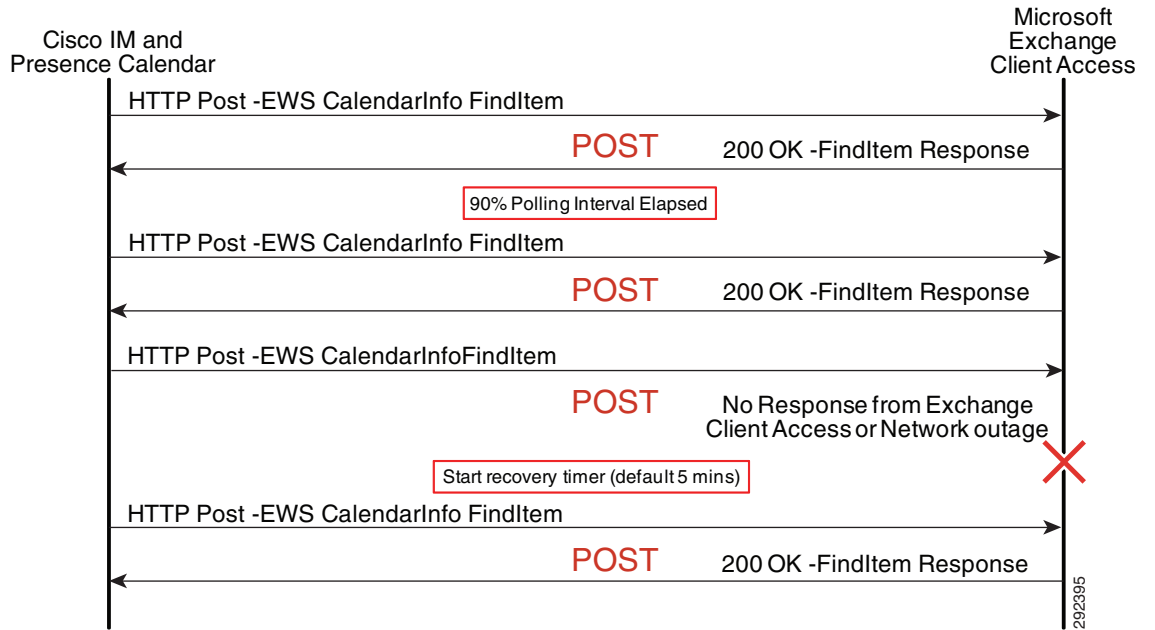 Cisco IM and
Presence Calendar
Microsoft
Exchange
Client Access
HTTP Post -EWS CalendarInfo FindItem
POST 200 OK -FindItem Response
90% Polling Interval Elapsed
HTTP Post -EWS CalendarInfo FindItem
POST 200 OK -FindItem Response
HTTP Post -EWS CalendarInfoFindItem
POST No Response from Exchange
Client Access or Network outage
Start recovery timer (default 5 mins)
HTTP Post -EWS CalendarInfo FindItem
POST 200 OK -FindItem Response
292395